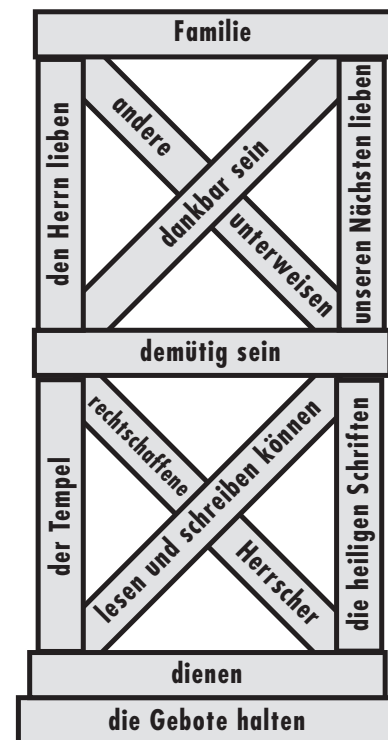 Familie
den Herrn lieben
andere unterweisen
dankbar sein
unseren Nächsten lieben
demütig sein
der Tempel
rechtschaffene Herrscher
lesen und schreiben können
die heiligen Schriften
dienen
die Gebote halten